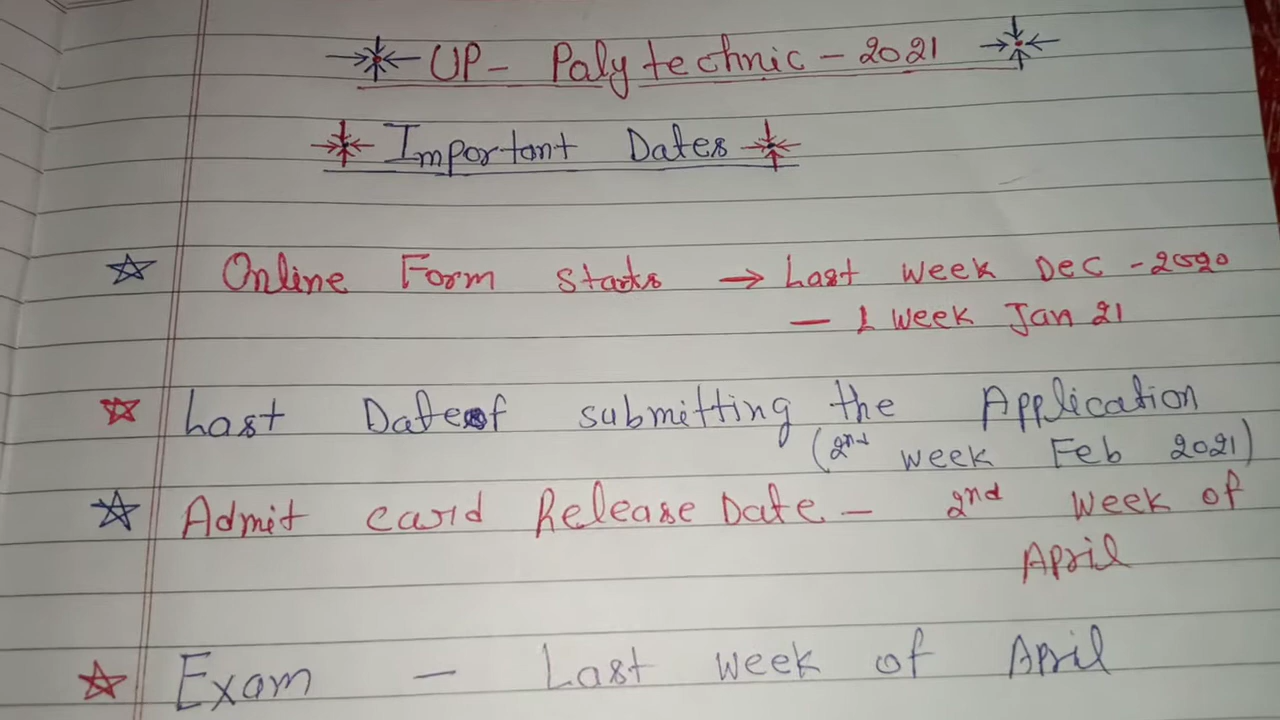 UP- Palytechnic - 2021
Important Dates
Online Form Starts → Last week Dec - 2020
- 1 week Jan 21
Last Date of submitting the Application
(2nd week Feb 2021)
Admit card Release Date - 2nd week of
April
Exam - Last week of April